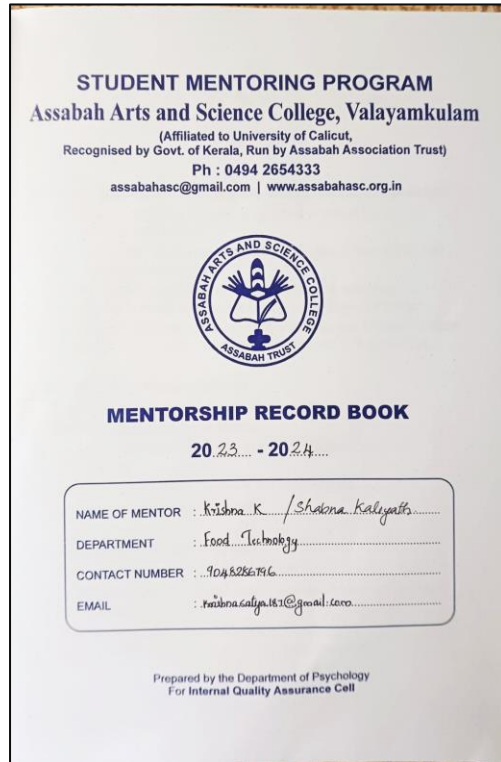 STUDENT MENTORING PROGRAM
Assabah Arts and Science College, Valayamkulam
(Affiliated to University of Calicut,
Recognised by Govt. of Kerala, Run by Assabah Association Trust)
Ph : 0494 2654333
assabahasc@gmail.com | www.assabahasc.org.in
ASSABAH ARTS AND SCIENCE COLLEGE
ASSABAH TRUST
MENTORSHIP RECORD BOOK
2023 - 2024
NAME OF MENTOR : Krishna K / Shabna Kaliyath
DEPARTMENT : Food Technology
CONTACT NUMBER : 9048286796
EMAIL : @gmail.com
Prepared by the Department of Psychology
For Internal Quality Assurance Cell